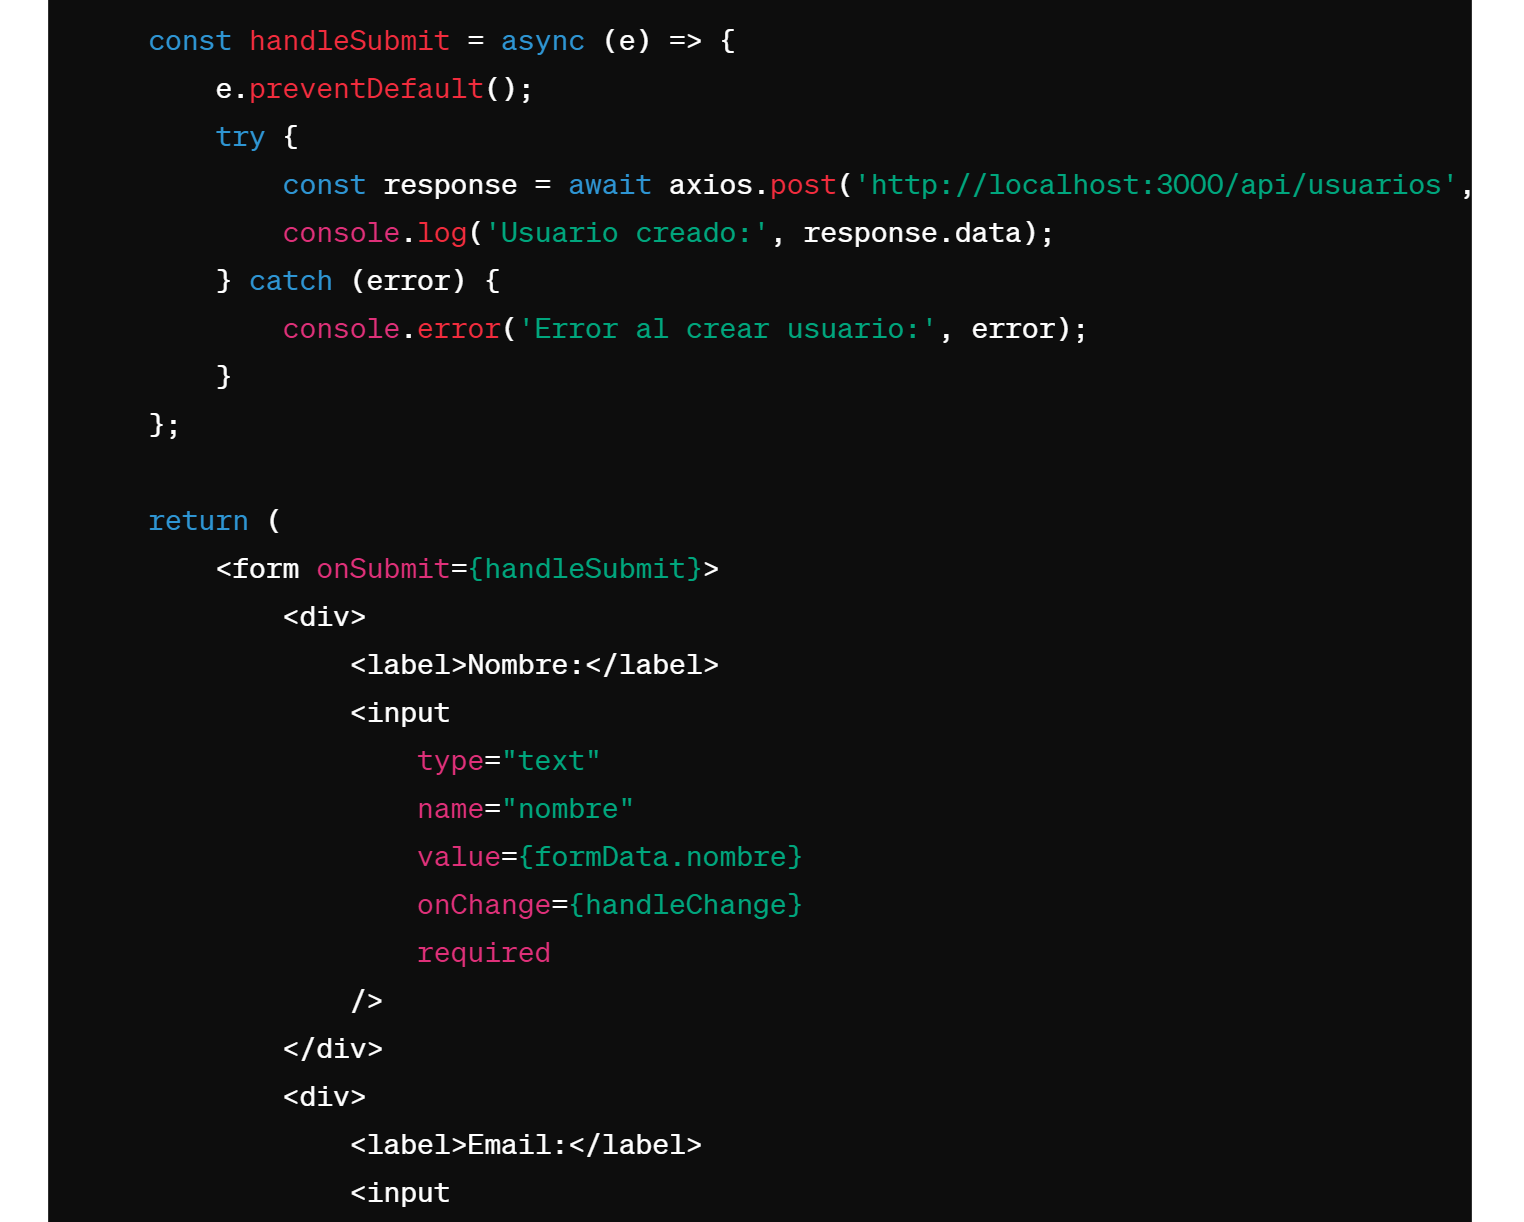 const handleSubmit = async (e) => {
    e.preventDefault();
    try {
        const response = await axios.post('http://localhost:3000/api/usuarios',
        console.log('Usuario creado:', response.data);
    } catch (error) {
        console.error('Error al crear usuario:', error);
    }
};

return (
    <form onSubmit={handleSubmit}>
        <div>
            <label>Nombre:</label>
            <input
                type="text"
                name="nombre"
                value={formData.nombre}
                onChange={handleChange}
                required
            />
        </div>
        <div>
            <label>Email:</label>
            <input